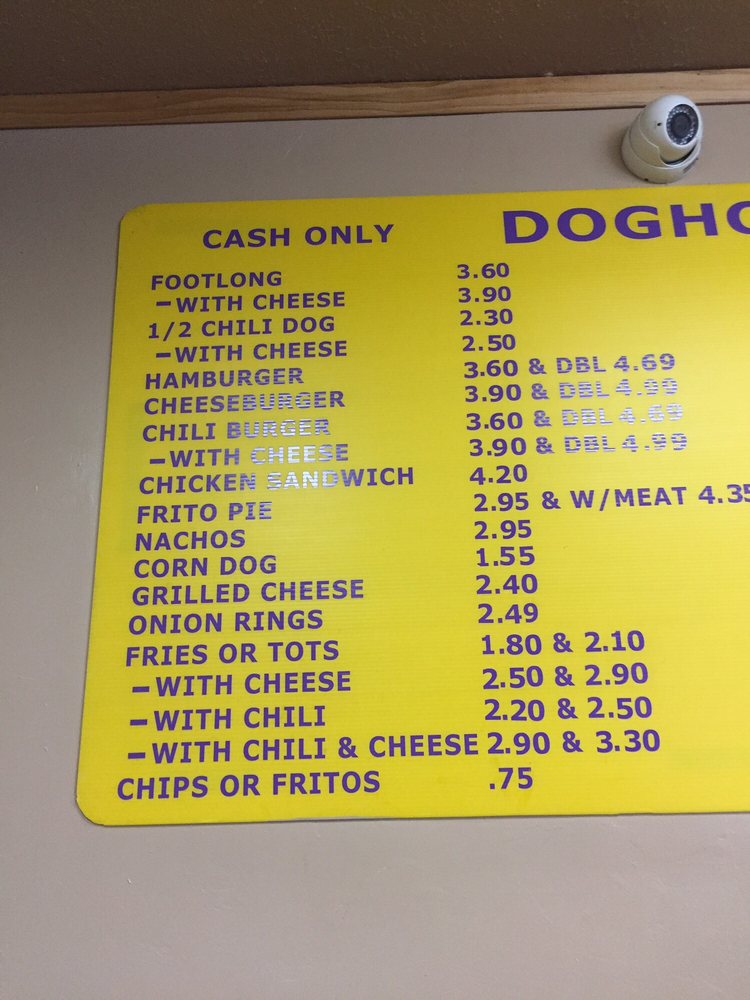 CASH ONLY DOGHO
FOOTLONG 3.60
-WITH CHEESE 3.90
1/2 CHILI DOG 2.30
-WITH CHEESE 2.50
HAMBURGER 3.60 & DBL 4.69
CHEESEBURGER 3.90 & DBL 4.99
CHILI BURGER 3.60 & DBL 4.69
-WITH CHEESE 3.90 & DBL 4.99
CHICKEN SANDWICH 4.20
FRITO PIE 2.95 & W/MEAT 4.35
NACHOS 2.95
CORN DOG 1.55
GRILLED CHEESE 2.40
ONION RINGS 2.49
FRIES OR TOTS 1.80 & 2.10
-WITH CHEESE 2.50 & 2.90
-WITH CHILI 2.20 & 2.50
-WITH CHILI & CHEESE 2.90 & 3.30
CHIPS OR FRITOS .75